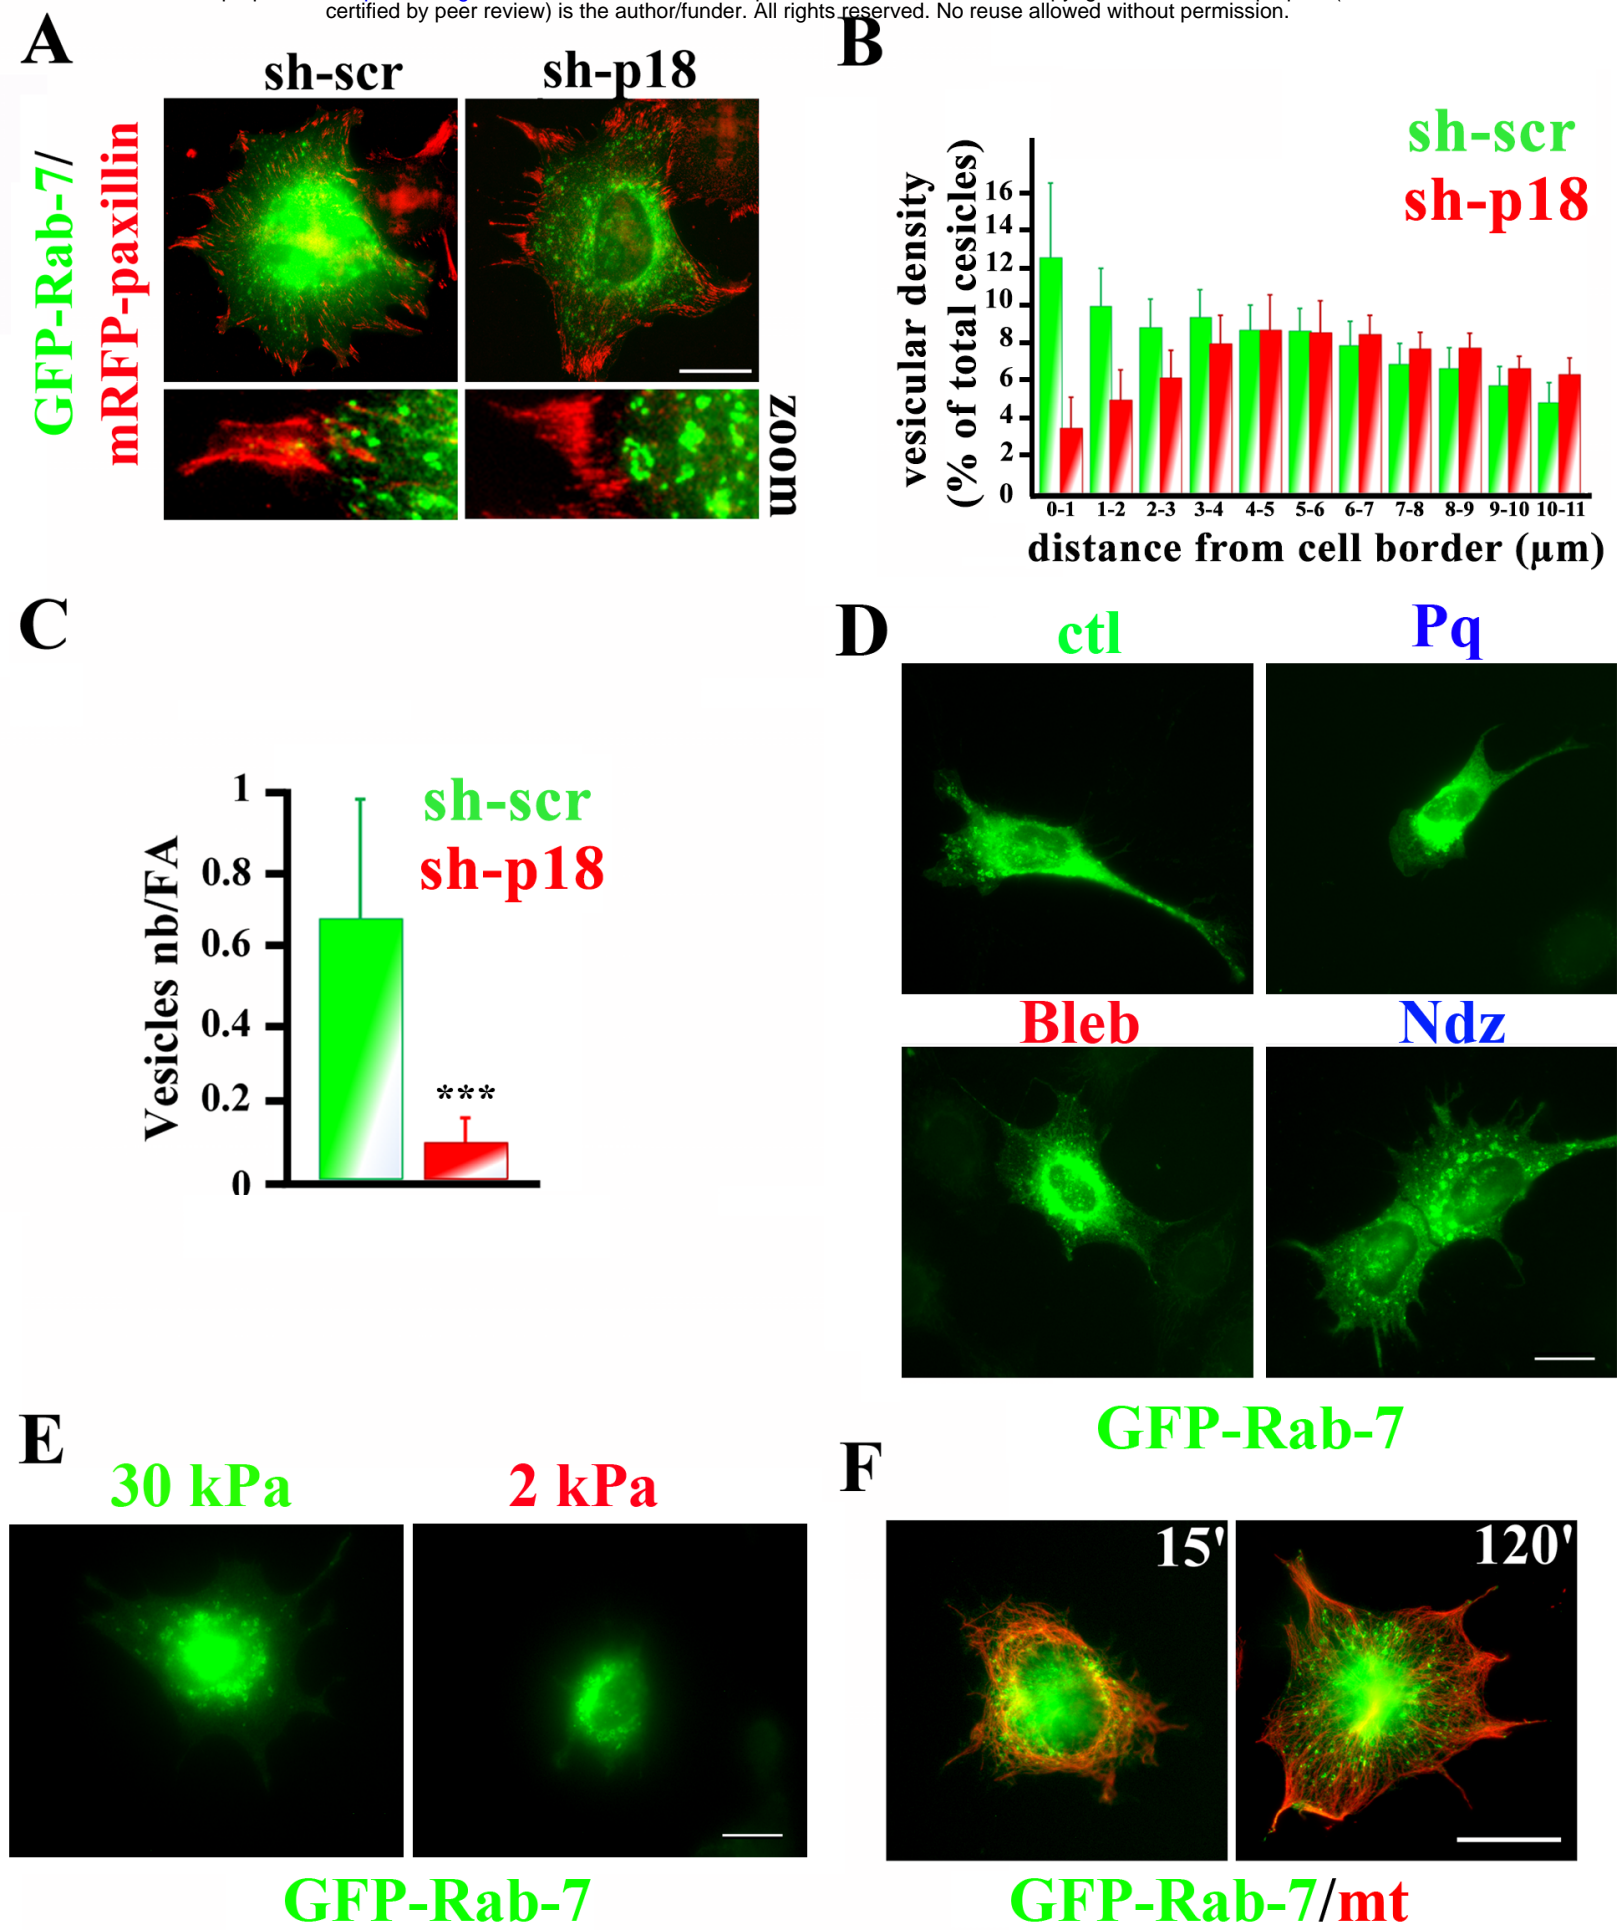 certified by peer review) is the author/funder. All rights reserved. No reuse allowed without permission.
A
sh-scr
sh-p18
GFP-Rab-7/
mRFP-paxillin
zoom
B
sh-scr
sh-p18
vesicular density
(% of total cesicles)
16
14
12
10
8
6
4
2
0
0-1 1-2 2-3 3-4 4-5 5-6 6-7 7-8 8-9 9-10 10-11
distance from cell border (µm)
C
sh-scr
sh-p18
Vesicles nb/FA
1
0.8
0.6
0.4
0.2
0
***
D
ctl
Pq
Bleb
Ndz
GFP-Rab-7
E
30 kPa
2 kPa
GFP-Rab-7
F
15'
120'
GFP-Rab-7/mt